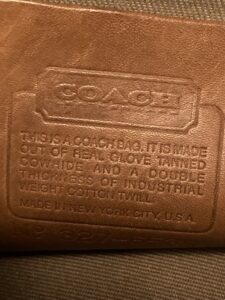 COACH
THIS IS A COACH BAG. IT IS MADE
OUT OF REAL GLOVE TANNED
COWHIDE AND A DOUBLE
THICKNESS OF INDUSTRIAL
WEIGHT COTTON TWILL.
MADE IN NEW YORK CITY, U.S.A.